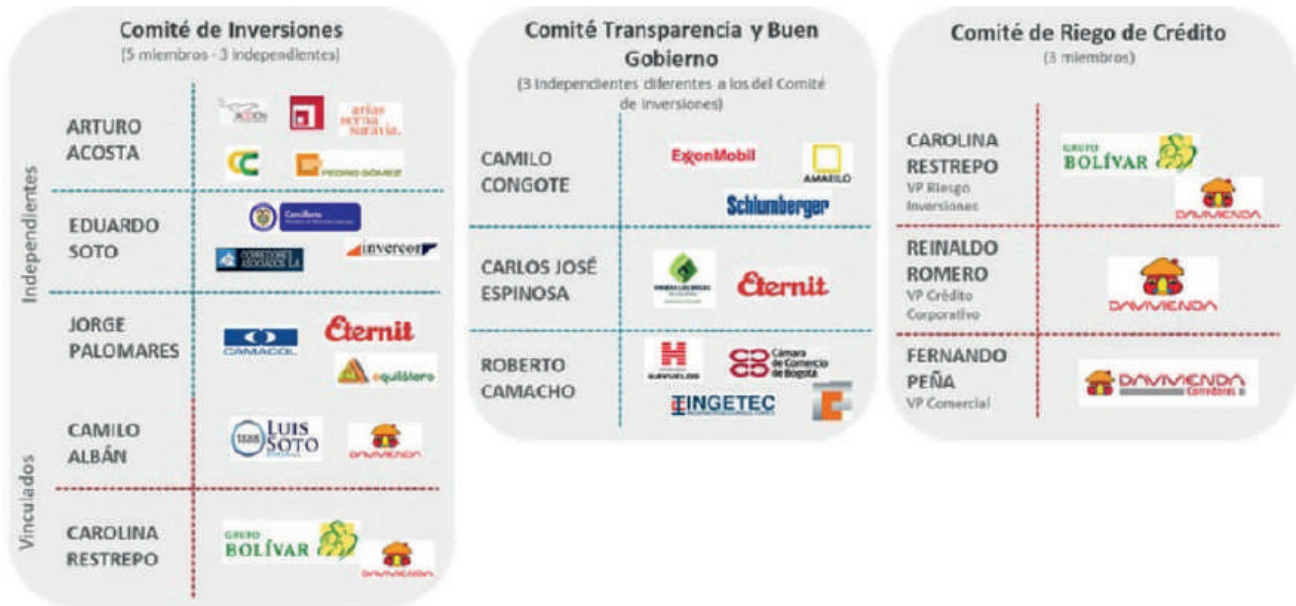 Comité de Inversiones
(5 miembros - 3 independientes)
Independientes
ARTURO
ACOSTA
arias
serna
saravia.
PEDRO GÓMEZ
EDUARDO
SOTO
Cancillería
CORREDORES
ASOCIADOS S.A.
invercor
JORGE
PALOMARES
CAMACOL
Eternit
equilátero
Vinculados
CAMILO
ALBÁN
LUIS
SOTO
DAVIVIENDA
CAROLINA
RESTREPO
GRUPO
BOLÍVAR
DAVIVIENDA
Comité Transparencia y Buen
Gobierno
(3 independientes diferentes a los del Comité
de Inversiones)
CAMILO
CONGOTE
ExxonMobil
AMARILO
Schlumberger
CARLOS JOSÉ
ESPINOSA
Eternit
ROBERTO
CAMACHO
Cámara
de Comercio
de Bogotá
INGETEC
Comité de Riego de Crédito
(3 miembros)
CAROLINA
RESTREPO
VP Riesgo
Inversiones
GRUPO
BOLÍVAR
DAVIVIENDA
REINALDO
ROMERO
VP Crédito
Corporativo
DAVIVIENDA
FERNANDO
PEÑA
VP Comercial
DAVIVIENDA
Corredores